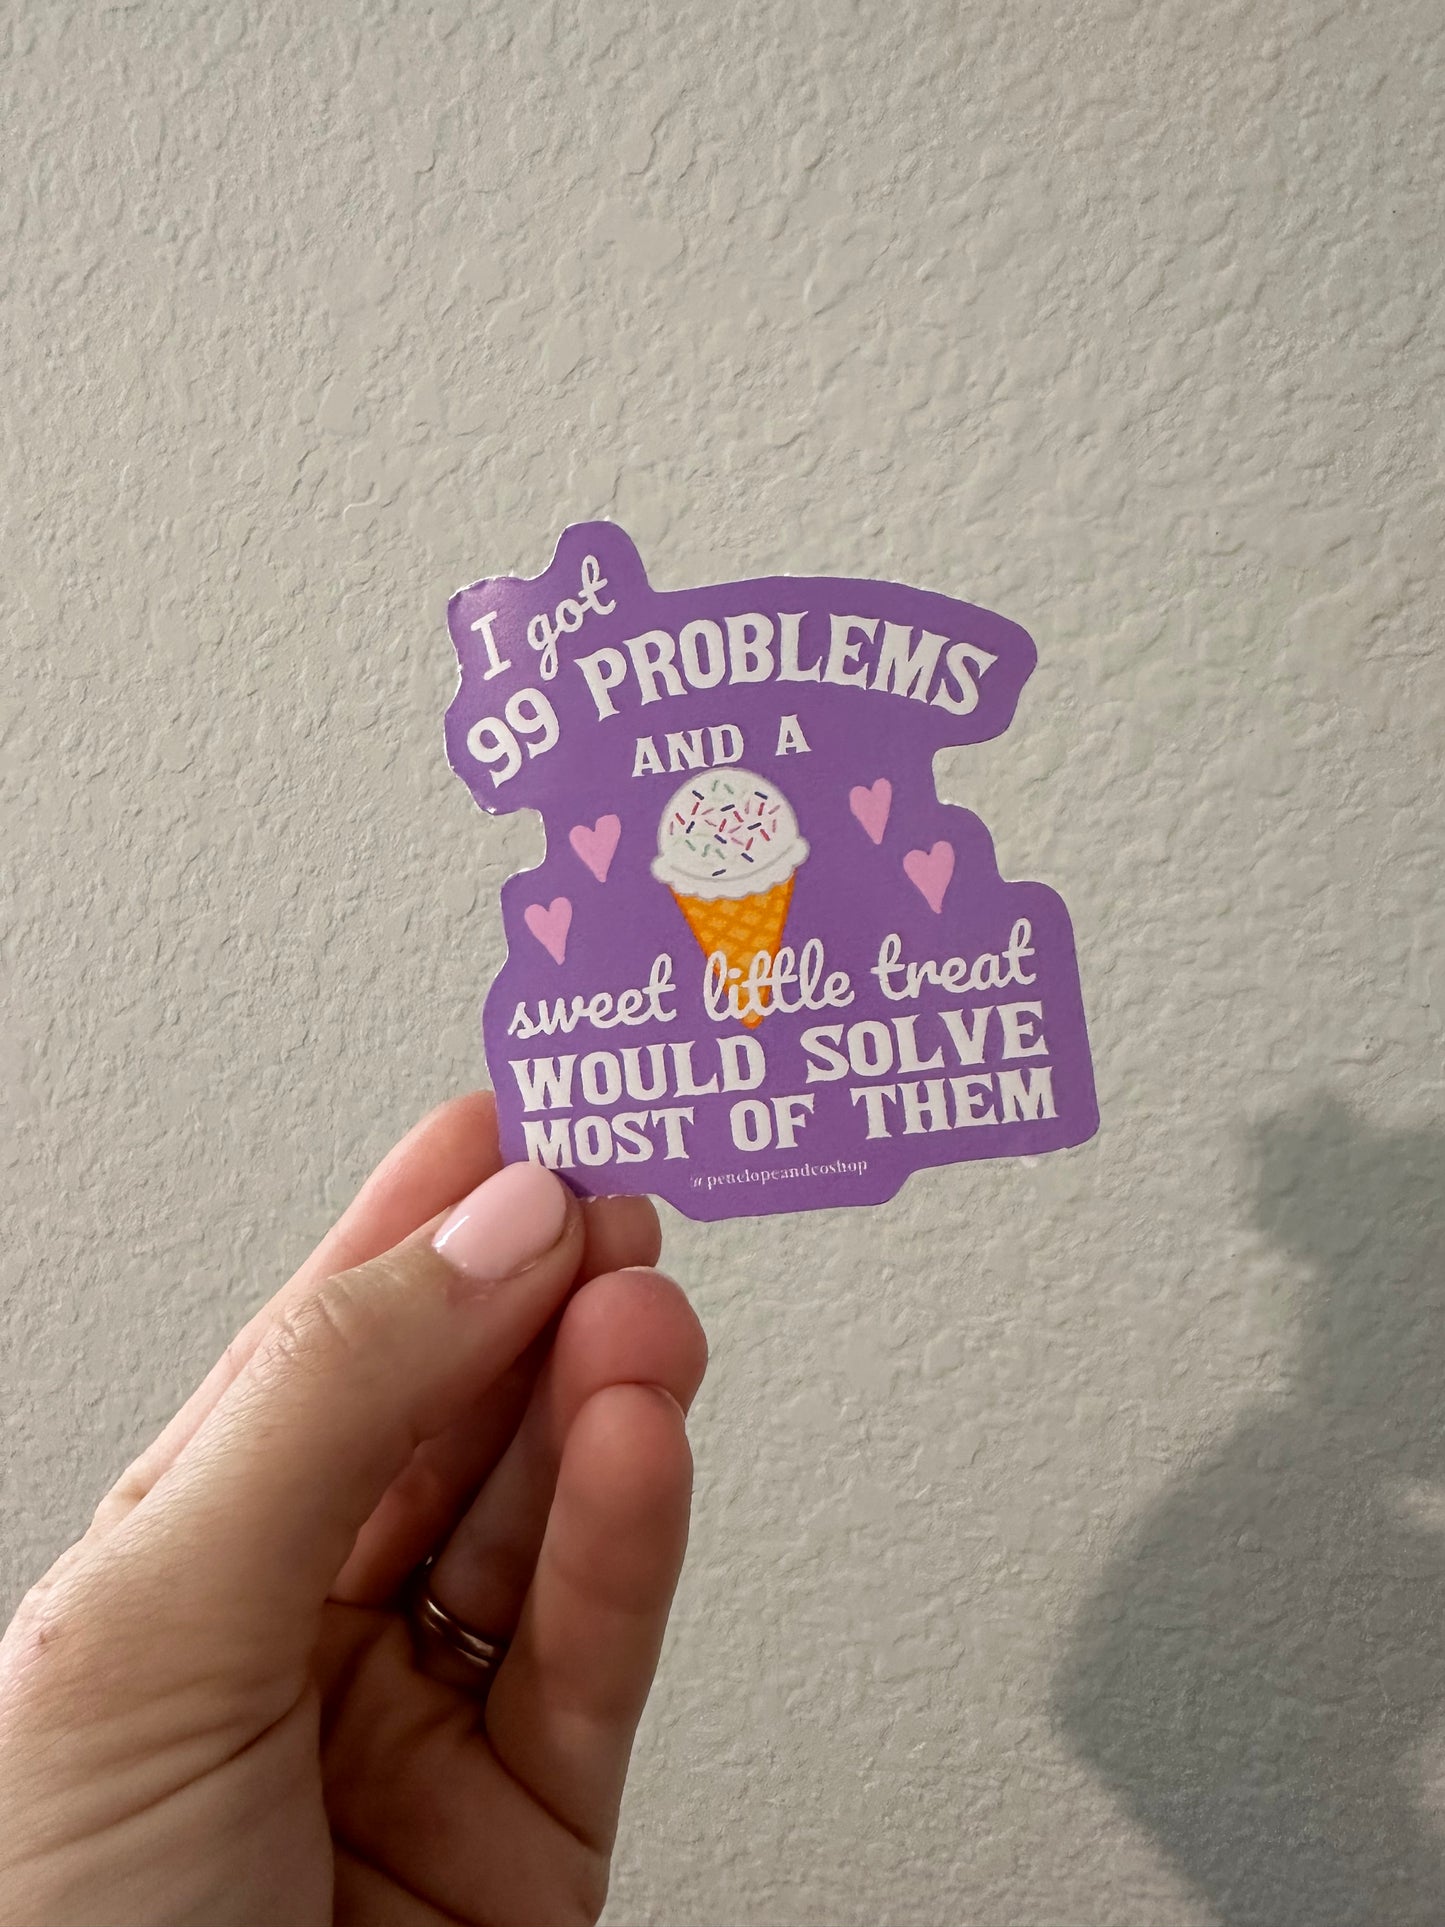 I got
99 PROBLEMS
AND A
sweet little treat
WOULD SOLVE
MOST OF THEM
#penelopeandcoshop